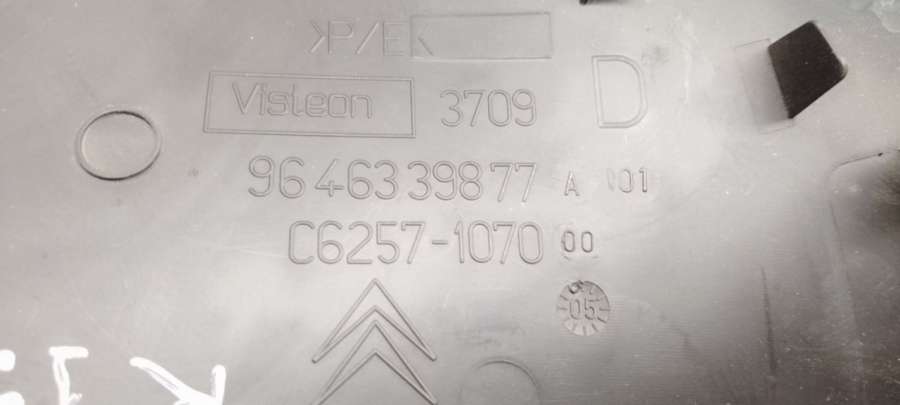 >P/E
Visteon 3709 D
96 463 398 77 A 01
C6257-1070 00
05